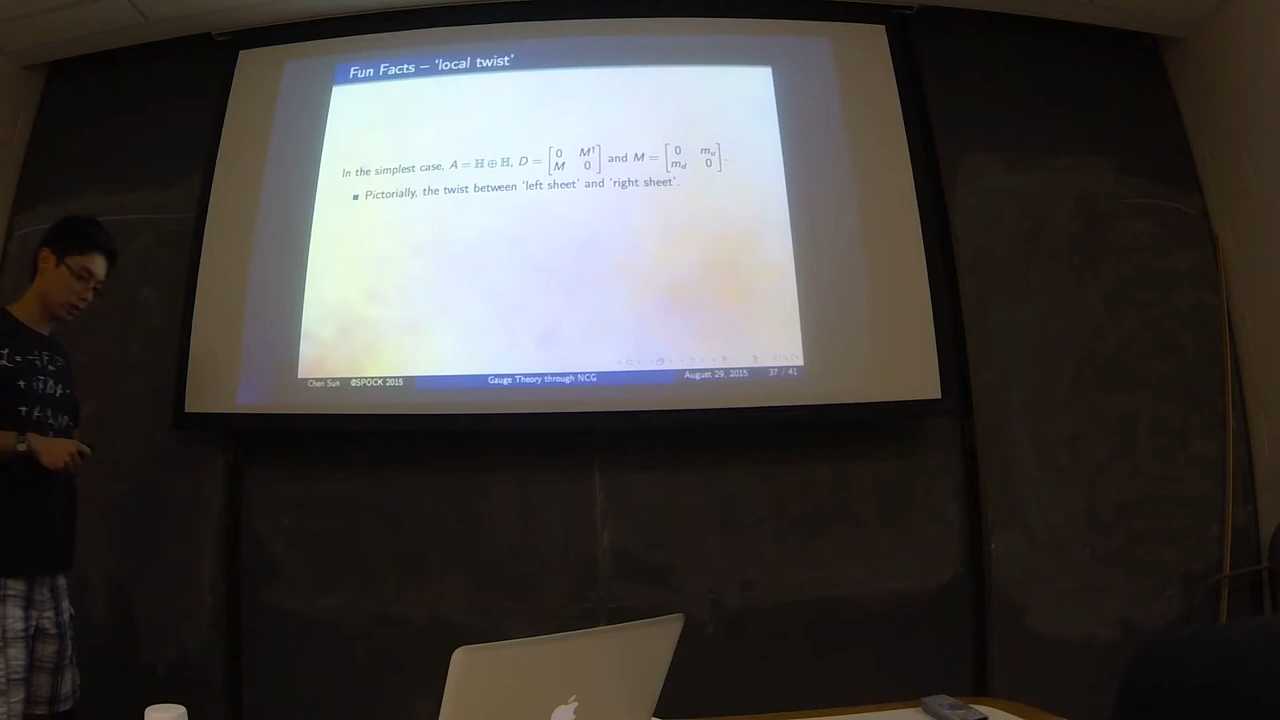 Fun Facts – 'local twist'
In the simplest case, A = ℍ ⊕ ℍ, D = [0 M†; M 0] and M = [0 m_u; m_d 0].
Pictorially, the twist between 'left sheet' and 'right sheet'.
Chen Sun @SPOCK 2015 Gauge Theory through NCG August 29, 2015 37 / 41